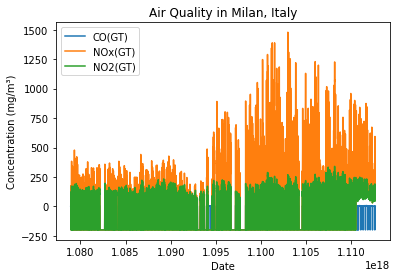 Air Quality in Milan, Italy
CO(GT)
NOx(GT)
NO2(GT)
Concentration (mg/m³)
1500
1250
1000
750
500
250
0
−250
1.080 1.085 1.090 1.095 1.100 1.105 1.110
1e18
Date